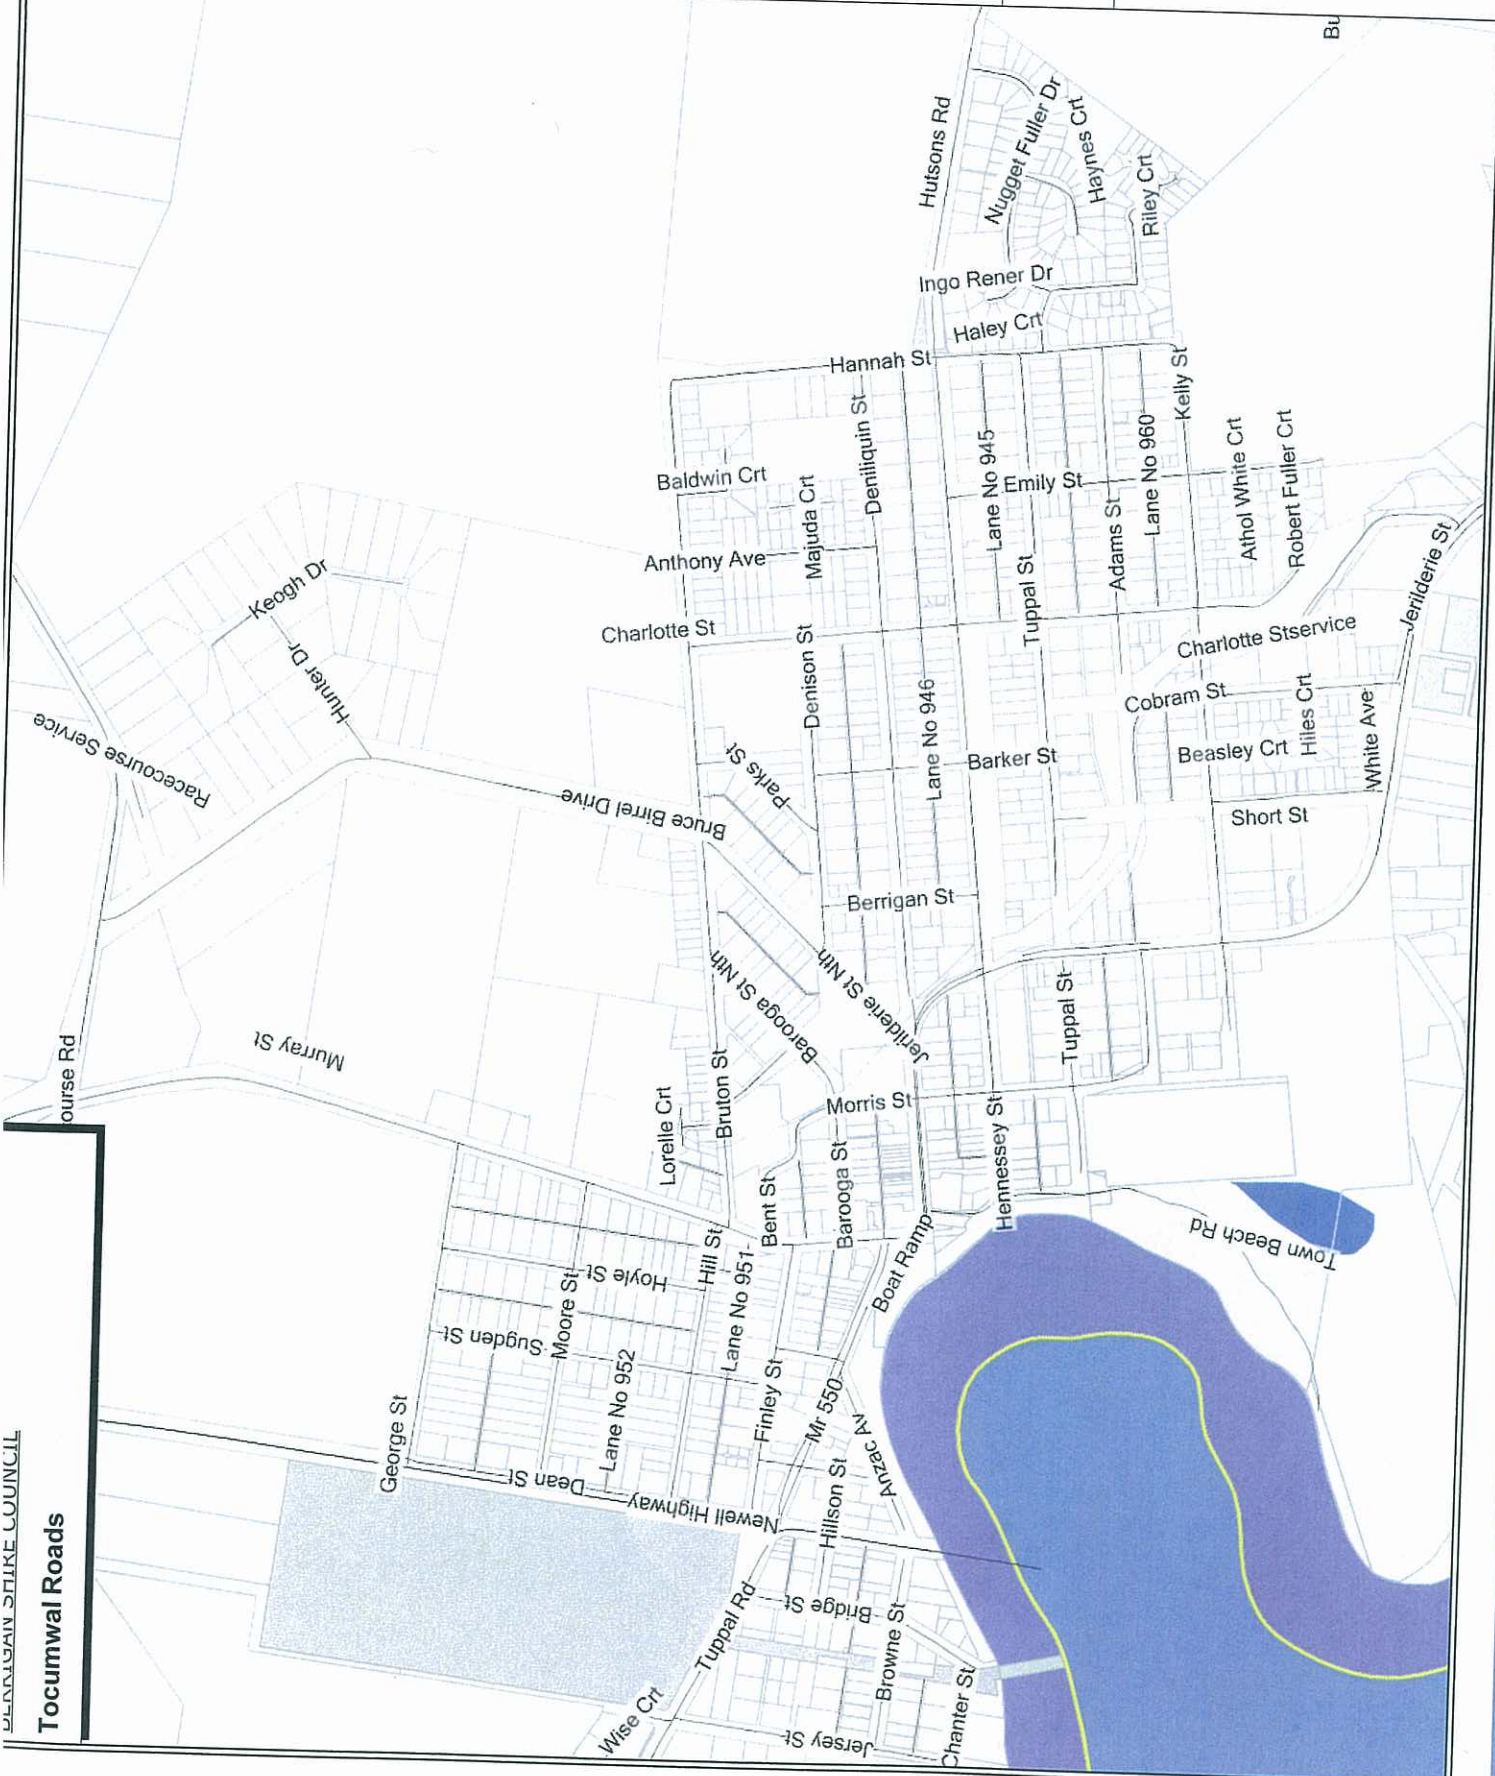 BERRIGAN SHIRE COUNCIL
Tocumwal Roads
Bu
Hutsons Rd
Nugget Fuller Dr
Haynes Crt
Riley Crt
Ingo Rener Dr
Haley Crt
Hannah St
Kelly St
Baldwin Crt
Majuda Crt
Deniliquin St
Lane No 945
Emily St
Lane No 960
Athol White Crt
Robert Fuller Crt
Anthony Ave
Adams St
Tuppal St
Keogh Dr
Hunter Dr
Charlotte St
Denison St
Charlotte Stservice
Jerilderie St
Cobram St
Hiles Crt
White Ave
Beasley Crt
Short St
Racecourse Service
Bruce Birrel Drive
Parks St
Lane No 946
Barker St
Berrigan St
Barooga St Nth
Jerilderie St Nth
ourse Rd
Murray St
Tuppal St
Lorelle Crt
Bruton St
Morris St
Hennessey St
Bent St
Barooga St
Boat Ramp
Town Beach Rd
Hill St
Hoyle St
Lane No 951
Moore St
Sugden St
Lane No 952
George St
Finley St
Mr 550
Anzac Av
Dean St
Newell Highway
Hillson St
Tuppal Rd
Bridge St
Browne St
Chanter St
Wise Crt
Jersey St